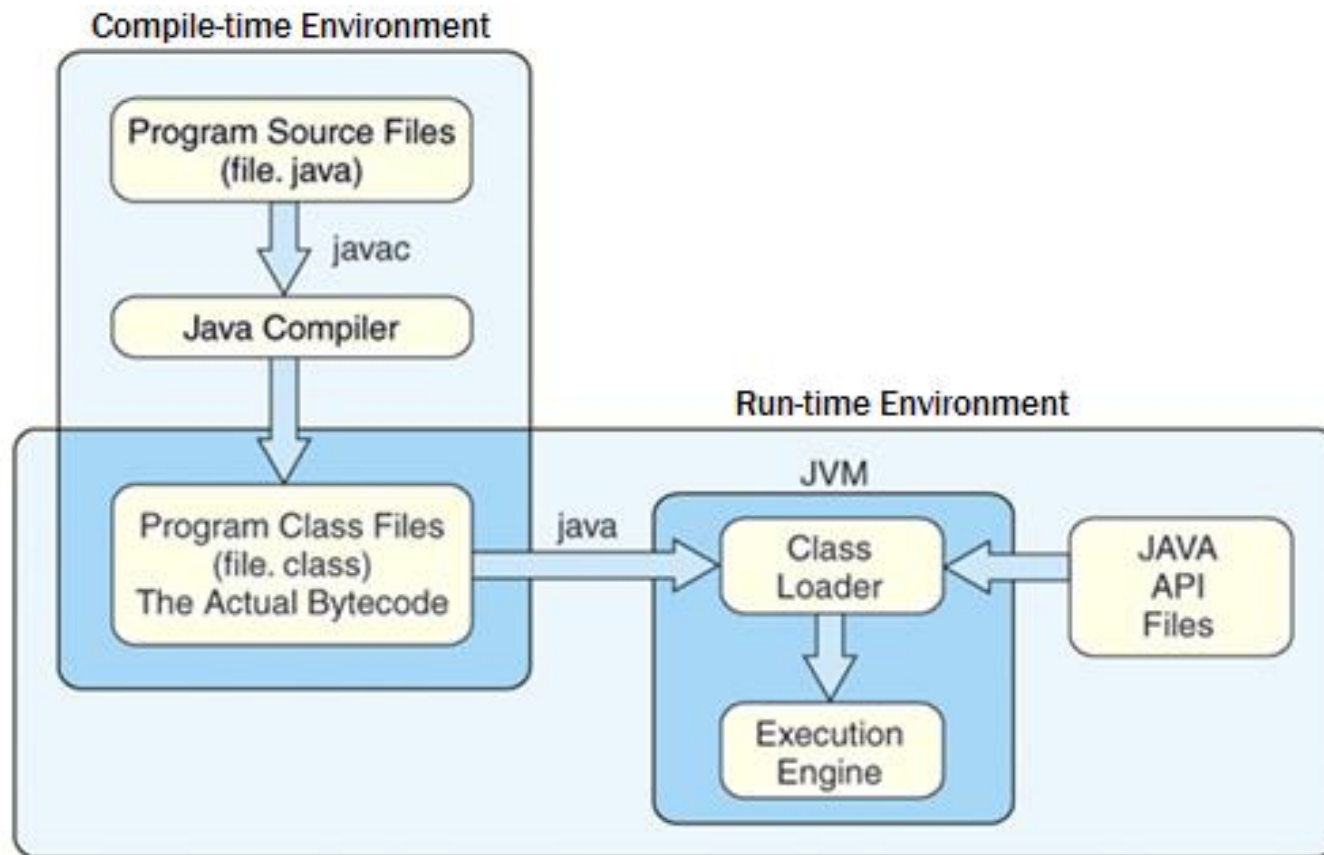 Compile-time Environment
Program Source Files
(file. java)
javac
Java Compiler
Run-time Environment
JVM
Program Class Files
(file. class)
The Actual Bytecode
java
Class
Loader
JAVA
API
Files
Execution
Engine